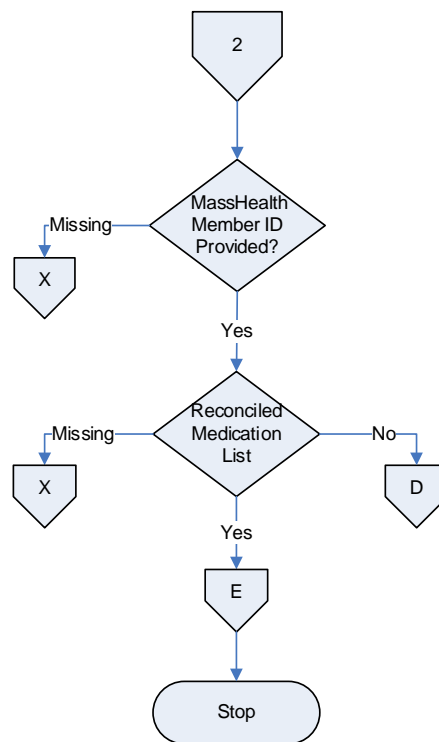 2
MassHealth
Member ID
Provided?
Missing
X
Yes
Reconciled
Medication
List
Missing
No
X
D
Yes
E
Stop